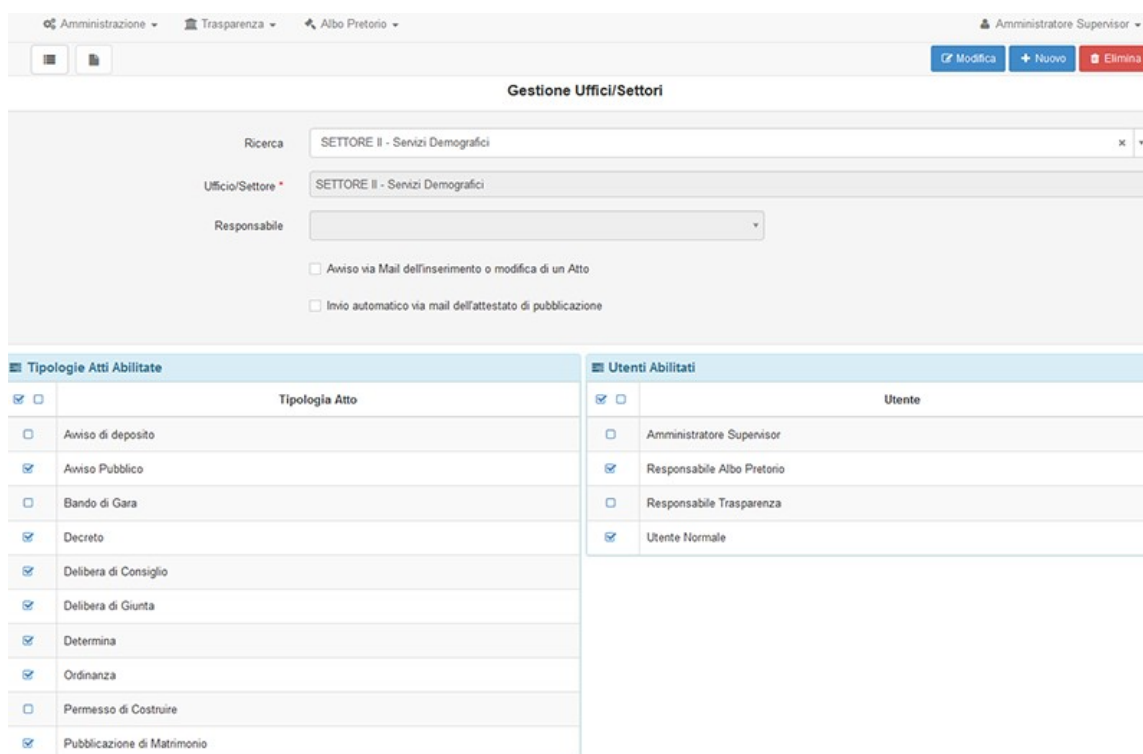 Amministrazione Trasparenza Albo Pretorio Amministratore Supervisor
Modifica + Nuovo Elimina
Gestione Uffici/Settori
Ricerca SETTORE II - Servizi Demografici ×
Ufficio/Settore * SETTORE II - Servizi Demografici
Responsabile
Avviso via Mail dell'inserimento o modifica di un Atto
Invio automatico via mail dell'attestato di pubblicazione
Tipologie Atti Abilitate
Tipologia Atto
Avviso di deposito
Avviso Pubblico
Bando di Gara
Decreto
Delibera di Consiglio
Delibera di Giunta
Determina
Ordinanza
Permesso di Costruire
Pubblicazione di Matrimonio
Utenti Abilitati
Utente
Amministratore Supervisor
Responsabile Albo Pretorio
Responsabile Trasparenza
Utente Normale